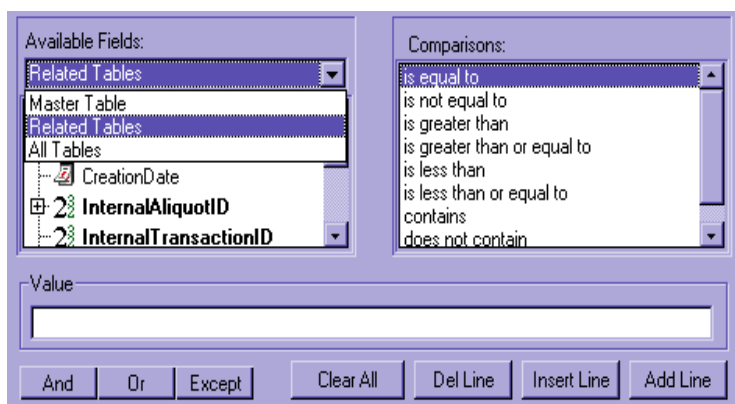 Available Fields:
Related Tables
Master Table
Related Tables
All Tables
CreationDate
InternalAliquotID
InternalTransactionID
Comparisons:
is equal to
is not equal to
is greater than
is greater than or equal to
is less than
is less than or equal to
contains
does not contain
Value
And Or Except Clear All Del Line Insert Line Add Line